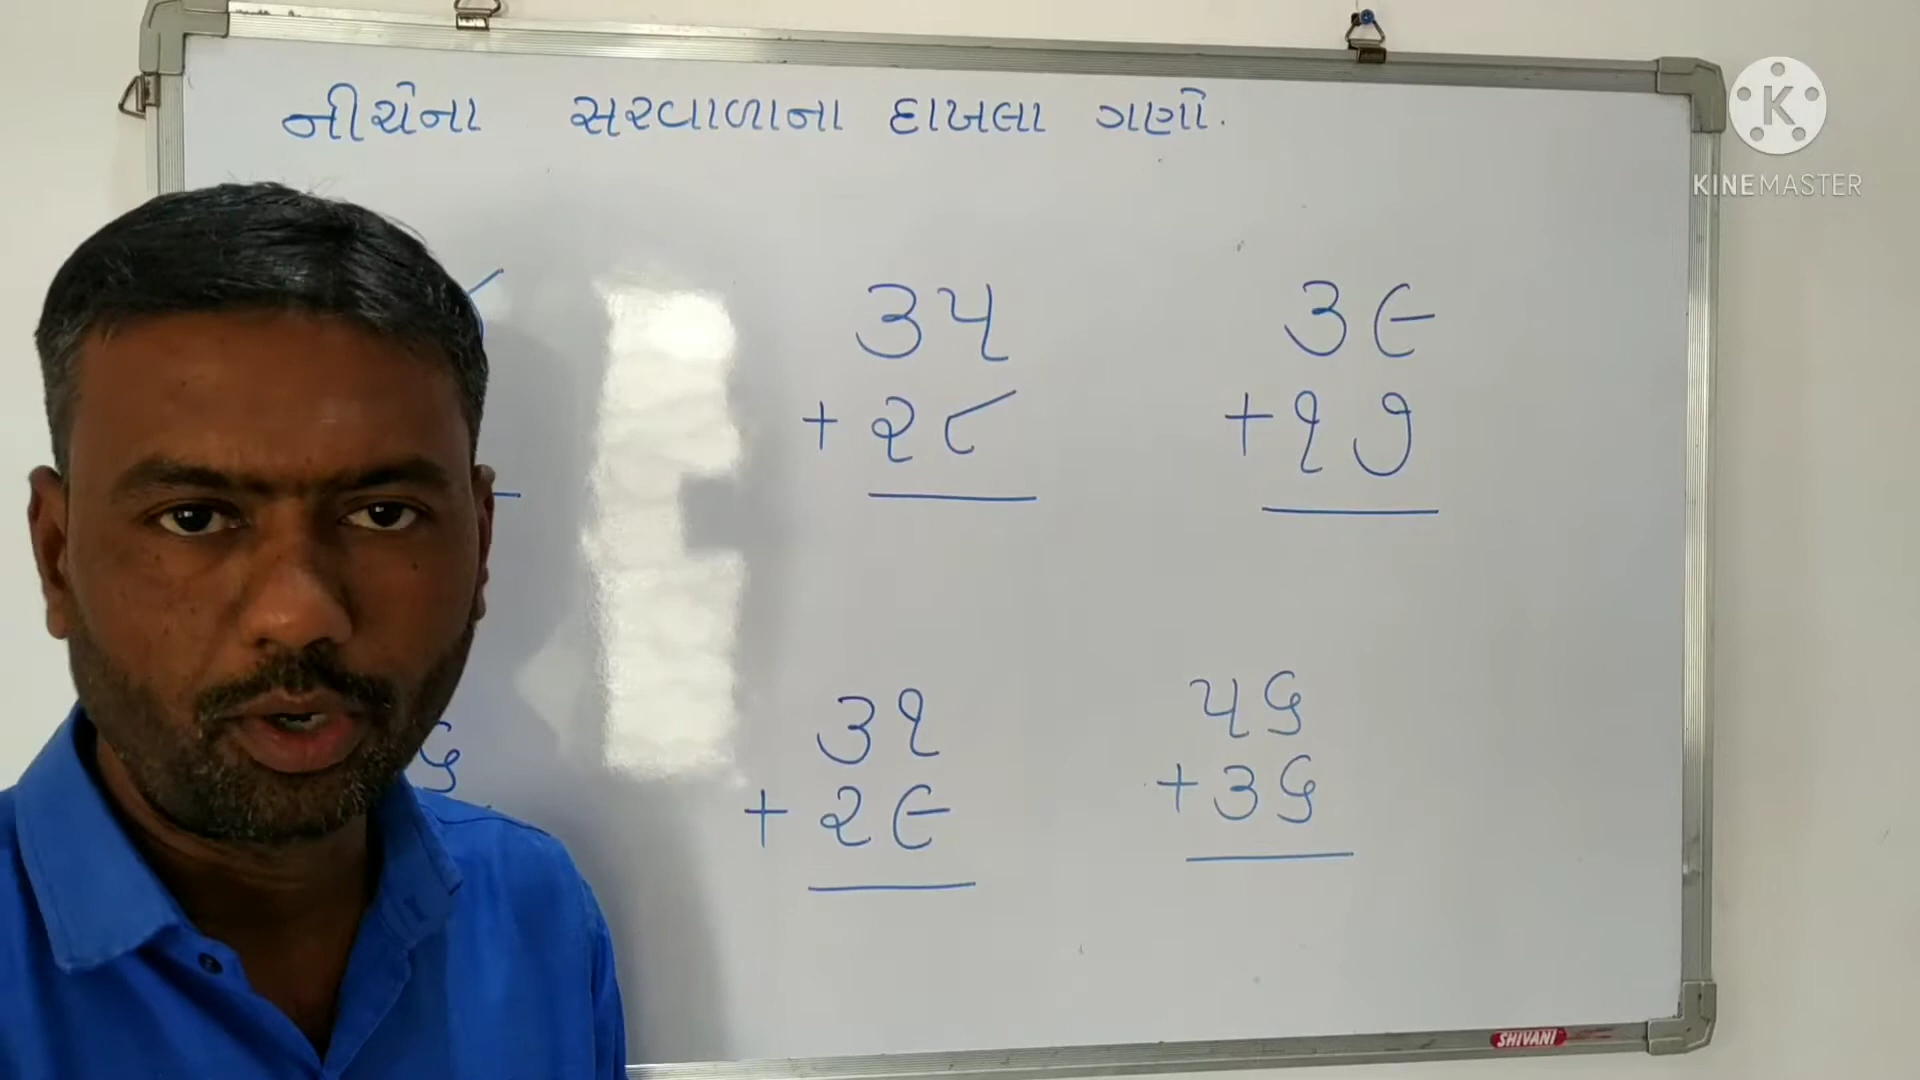 નીચેના સરવાળાના દાખલા ગણો.
KINEMASTER
૩૫ ૩૯
+ ૨૮ +૧૭
૩૧ ૫૬
+ ૨૯ +૩૬
SHIVANI